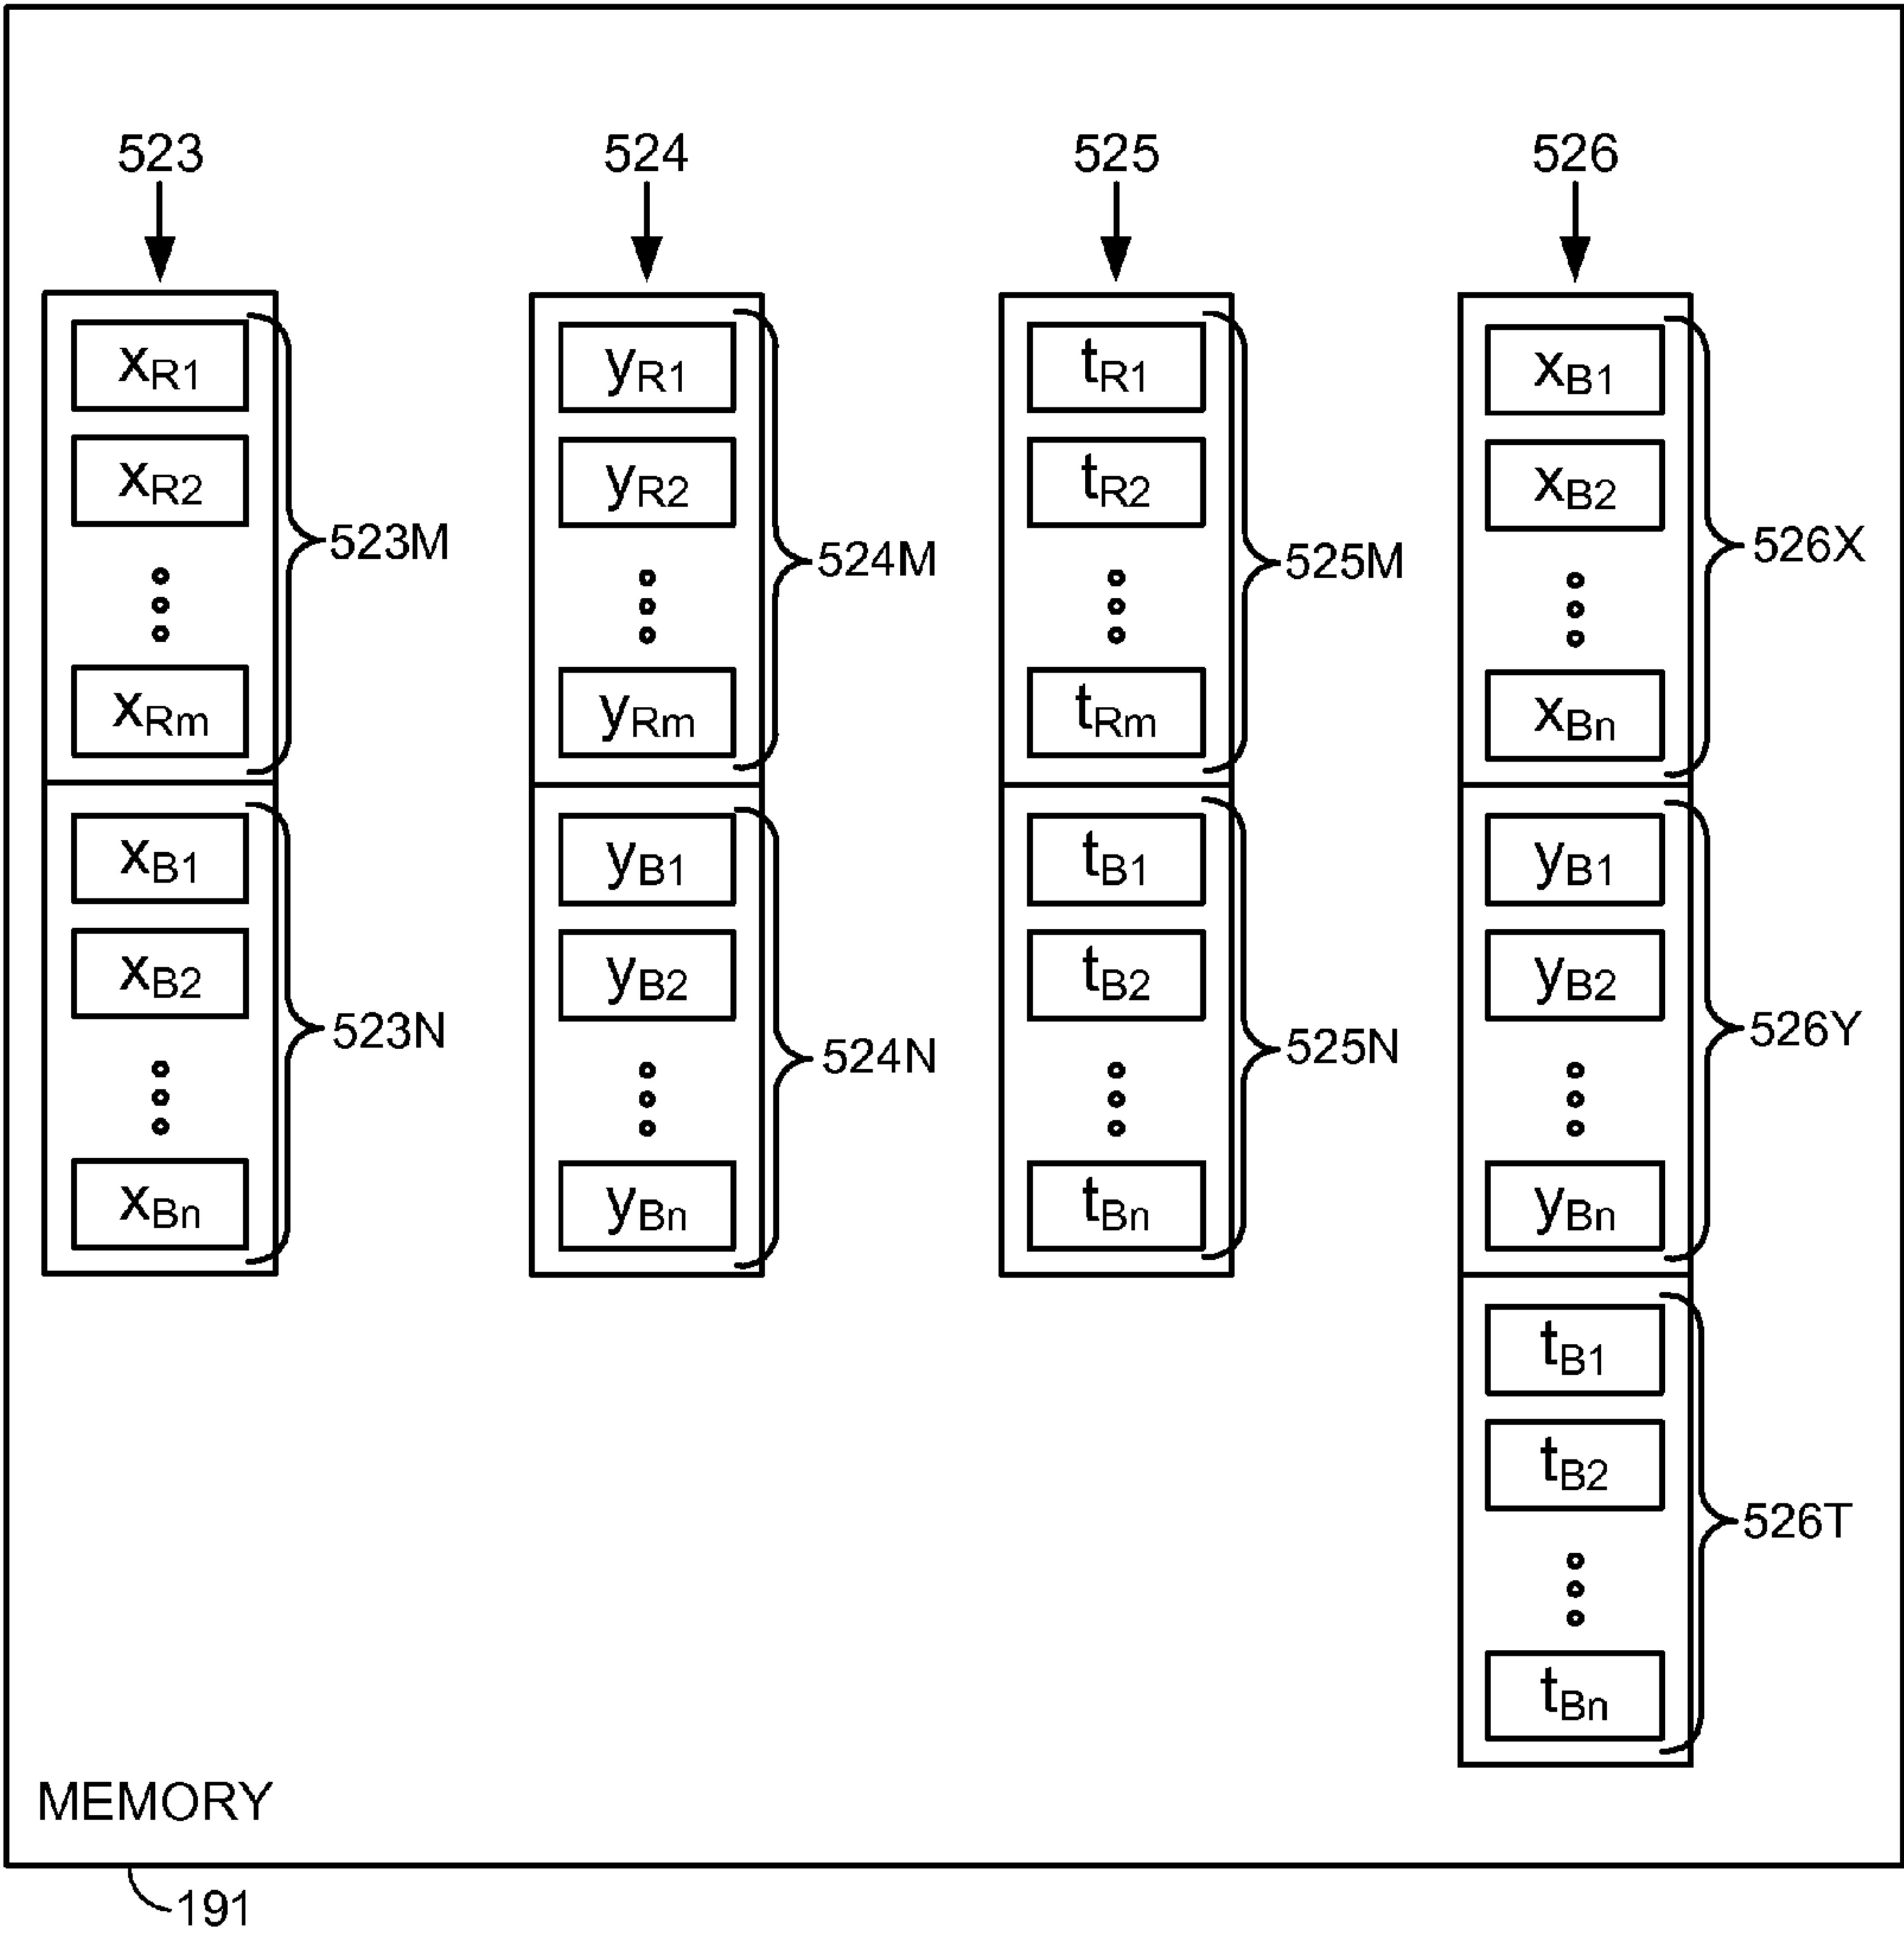 523 524 525 526
xR1 yR1 tR1 xB1
xR2 yR2 tR2 xB2
523M 524M 525M 526X
xRm yRm tRm xBn
xB1 yB1 tB1 yB1
xB2 yB2 tB2 yB2
523N 524N 525N 526Y
xBn yBn tBn yBn
tB1
tB2
526T
tBn
MEMORY
191